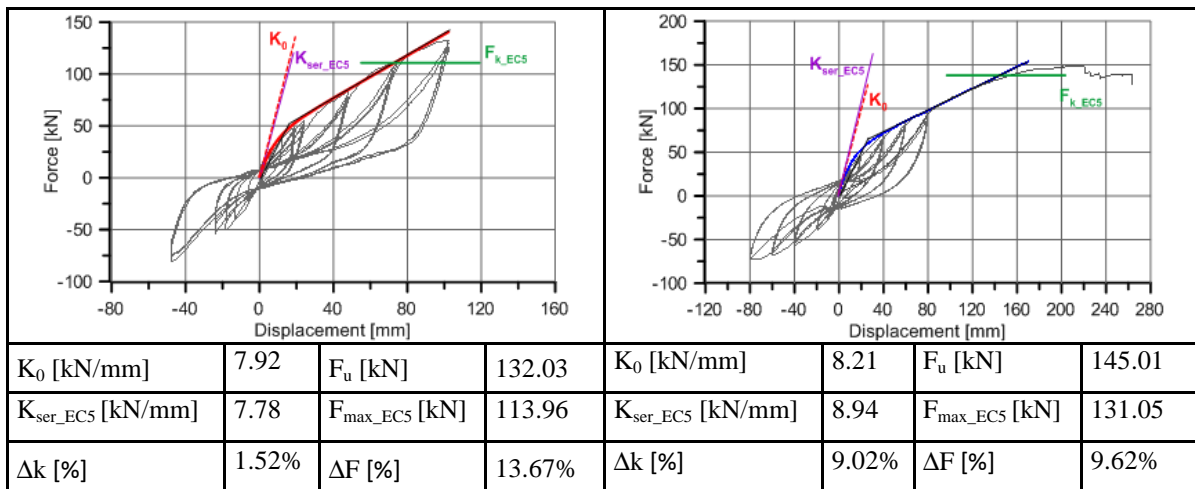 150
100
50
0
-50
-100
-80 -40 0 40 80 120 160
Force [kN]
Displacement [mm]
K0
Kser_EC5
Fk_EC5
200
150
100
50
0
-50
-100
-120 -80 -40 0 40 80 120 160 200 240 280
Force [kN]
Displacement [mm]
Kser_EC5
K0
Fk_EC5
K0 [kN/mm] 7.92 Fu [kN] 132.03 K0 [kN/mm] 8.21 Fu [kN] 145.01
Kser_EC5 [kN/mm] 7.78 Fmax_EC5 [kN] 113.96 Kser_EC5 [kN/mm] 8.94 Fmax_EC5 [kN] 131.05
Δk [%] 1.52% ΔF [%] 13.67% Δk [%] 9.02% ΔF [%] 9.62%